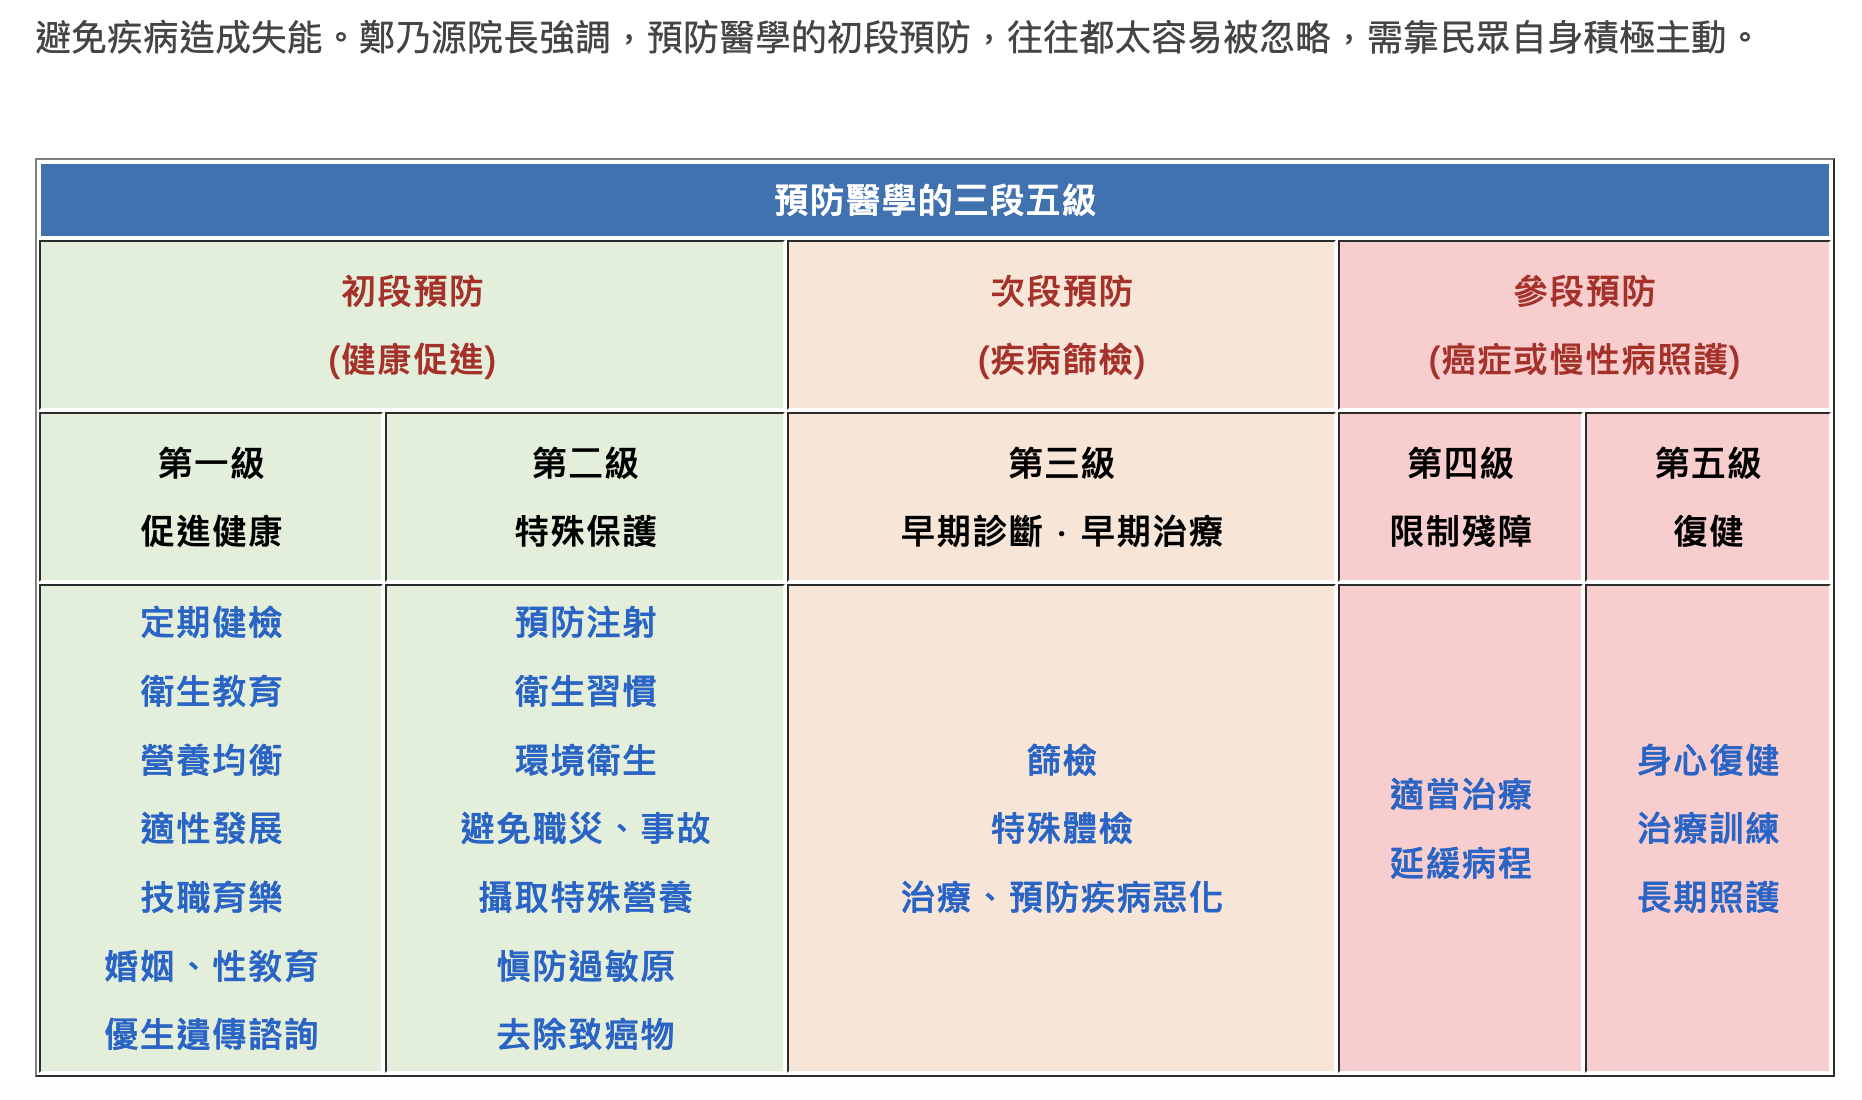 避免疾病造成失能。鄭乃源院長強調，預防醫學的初段預防，往往都太容易被忽略，需靠民眾自身積極主動。
預防醫學的三段五級
初段預防
(健康促進)
次段預防
(疾病篩檢)
參段預防
(癌症或慢性病照護)
第一級
促進健康
第二級
特殊保護
第三級
早期診斷．早期治療
第四級
限制殘障
第五級
復健
定期健檢
衛生教育
營養均衡
適性發展
技職育樂
婚姻、性教育
優生遺傳諮詢
預防注射
衛生習慣
環境衛生
避免職災、事故
攝取特殊營養
慎防過敏原
去除致癌物
篩檢
特殊體檢
治療、預防疾病惡化
適當治療
延緩病程
身心復健
治療訓練
長期照護